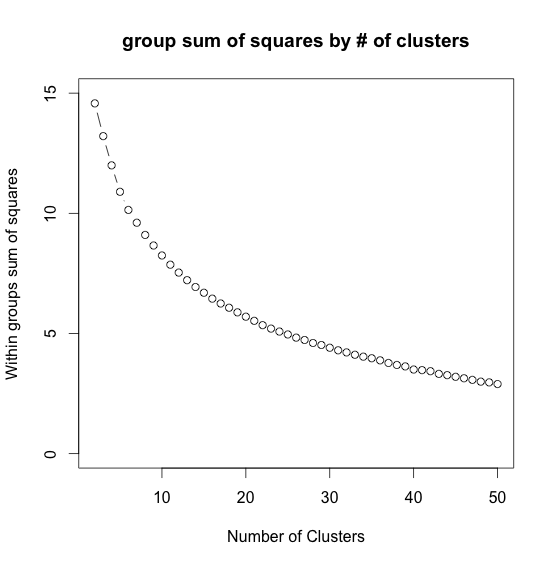 group sum of squares by # of clusters
Within groups sum of squares
15
10
5
0
10 20 30 40 50
Number of Clusters